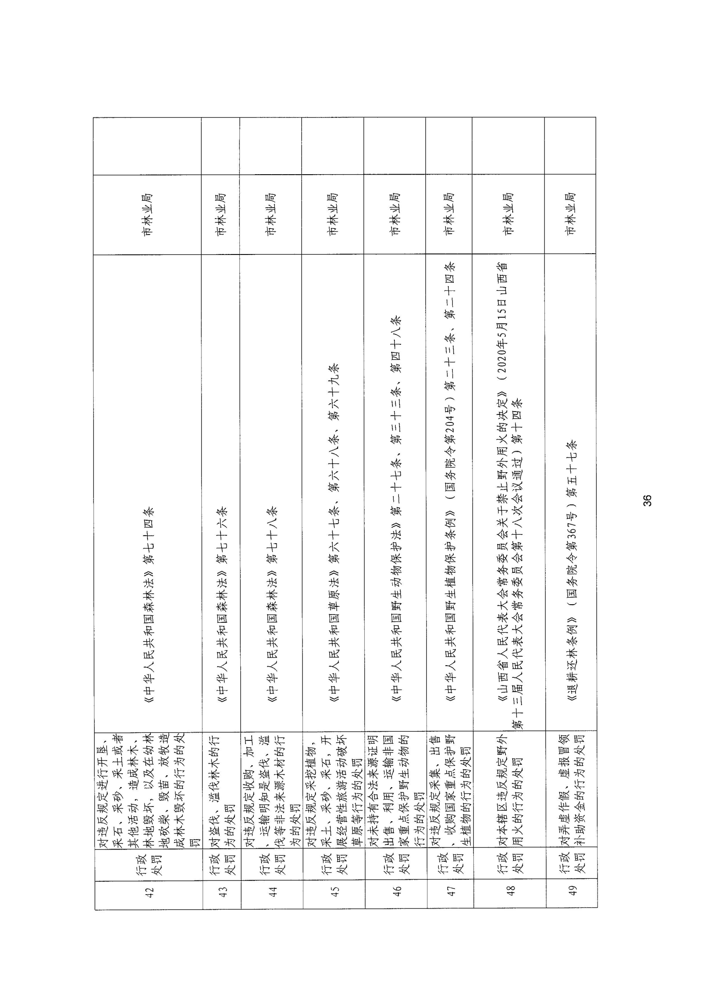 42
行政
处罚
对违反规定进行开垦、
采石、采砂、采土或者
其他活动，造成林木、
林地毁坏，以及在幼林
地砍柴、毁苗、放牧造
成林木毁坏的行为的处
罚
《中华人民共和国森林法》第七十四条
市林业局
43
行政
处罚
对盗伐、滥伐林木的行
为的处罚
《中华人民共和国森林法》第七十六条
市林业局
44
行政
处罚
对违反规定收购、加工
、运输明知是盗伐、滥
伐等非法来源木材的行
为的处罚
《中华人民共和国森林法》第七十八条
市林业局
45
行政
处罚
对违反规定采挖植物，
采土、采砂、采石，开
展经营性旅游活动破坏
草原等行为的处罚
《中华人民共和国草原法》第六十七条、第六十八条、第六十九条
市林业局
46
行政
处罚
对未持有合法来源证明
出售、利用、运输非国
家重点保护野生动物的
行为的处罚
《中华人民共和国野生动物保护法》第二十七条、第三十三条、第四十八条
市林业局
47
行政
处罚
对违反规定采集、出售
、收购国家重点保护野
生植物的行为的处罚
《中华人民共和国野生植物保护条例》（国务院令第204号）第二十三条、第二十四条
市林业局
48
行政
处罚
对本辖区违反规定野外
用火的行为的处罚
《山西省人民代表大会常务委员会关于禁止野外用火的决定》（2020年5月15日山西省
第十三届人民代表大会常务委员会第十八次会议通过）第十四条
市林业局
49
行政
处罚
对弄虚作假、虚报冒领
补助资金的行为的处罚
《退耕还林条例》（国务院令第367号）第五十七条
市林业局
36